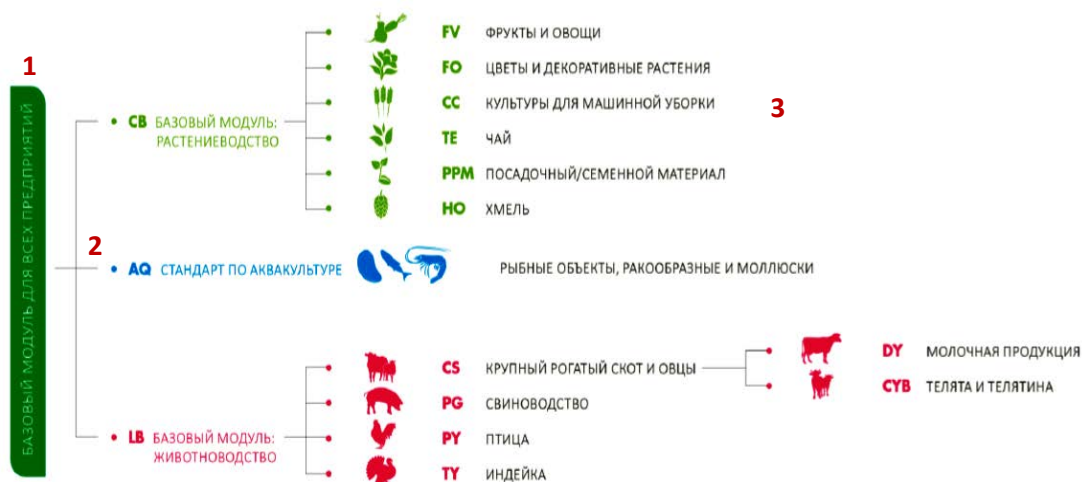 1
БАЗОВЫЙ МОДУЛЬ ДЛЯ ВСЕХ ПРЕДПРИЯТИЙ
2
3
CB БАЗОВЫЙ МОДУЛЬ:
РАСТЕНИЕВОДСТВО
FV ФРУКТЫ И ОВОЩИ
FO ЦВЕТЫ И ДЕКОРАТИВНЫЕ РАСТЕНИЯ
CC КУЛЬТУРЫ ДЛЯ МАШИННОЙ УБОРКИ
TE ЧАЙ
PPM ПОСАДОЧНЫЙ/СЕМЕННОЙ МАТЕРИАЛ
HO ХМЕЛЬ
AQ СТАНДАРТ ПО АКВАКУЛЬТУРЕ
РЫБНЫЕ ОБЪЕКТЫ, РАКООБРАЗНЫЕ И МОЛЛЮСКИ
LB БАЗОВЫЙ МОДУЛЬ:
ЖИВОТНОВОДСТВО
CS КРУПНЫЙ РОГАТЫЙ СКОТ И ОВЦЫ
DY МОЛОЧНАЯ ПРОДУКЦИЯ
CYB ТЕЛЯТА И ТЕЛЯТИНА
PG СВИНОВОДСТВО
PY ПТИЦА
TY ИНДЕЙКА